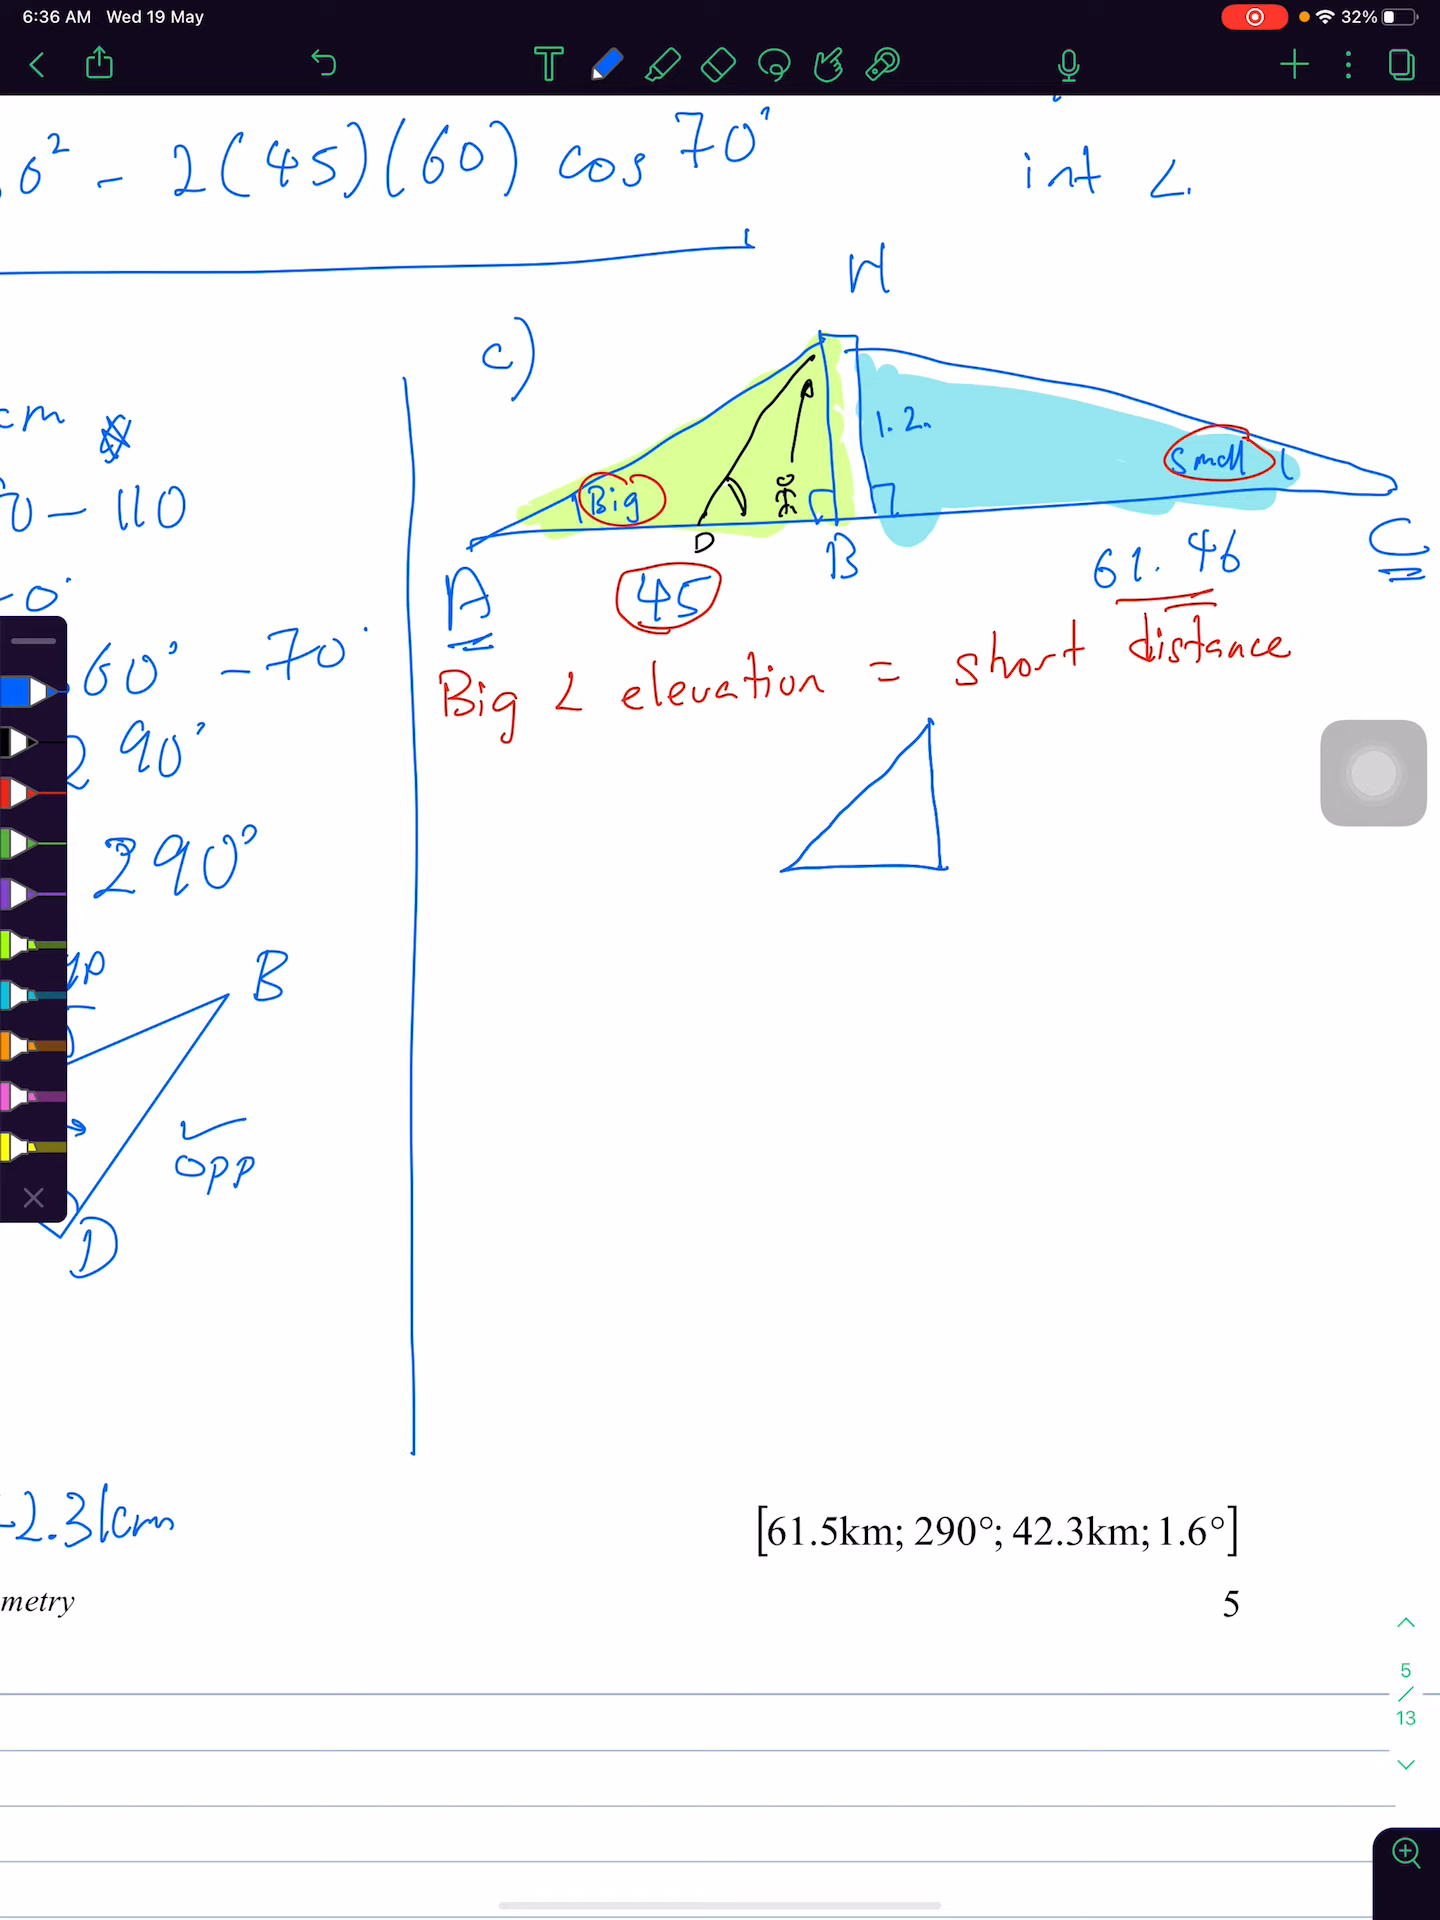 6:36 AM Wed 19 May
32%
6² - 2(45)(60) cos 70°
int ∠.
H
c)
cm
1.2.
Small
Big
- 110
D
B
C
61.46
A
45
60° - 70°
Big ∠ elevation = short distance
290°
290°
B
opp
D
2.31cm
[61.5km; 290°; 42.3km; 1.6°]
metry
5
5
/
13